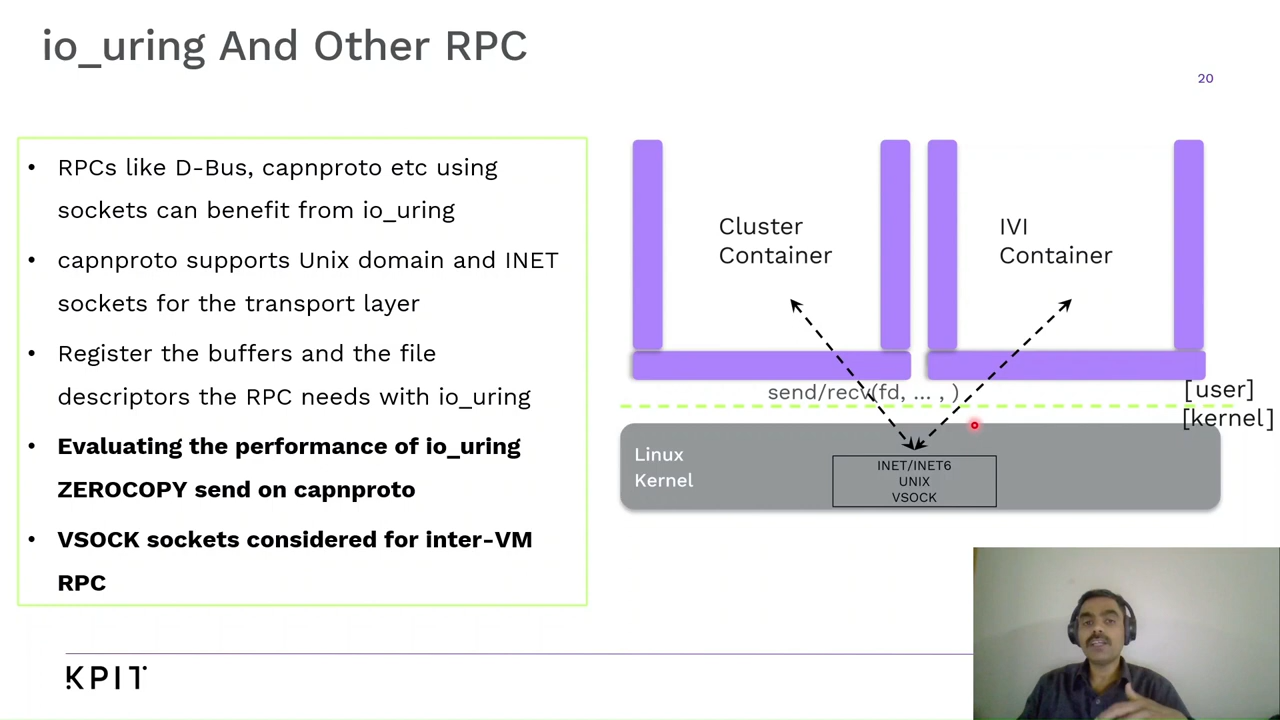 io_uring And Other RPC
20
• RPCs like D-Bus, capnproto etc using
sockets can benefit from io_uring
• capnproto supports Unix domain and INET
sockets for the transport layer
• Register the buffers and the file
descriptors the RPC needs with io_uring
• Evaluating the performance of io_uring
ZEROCOPY send on capnproto
• VSOCK sockets considered for inter-VM
RPC
Cluster
Container
IVI
Container
send/recv(fd, ... , )
[user]
[kernel]
Linux
Kernel
INET/INET6
UNIX
VSOCK
KPIT